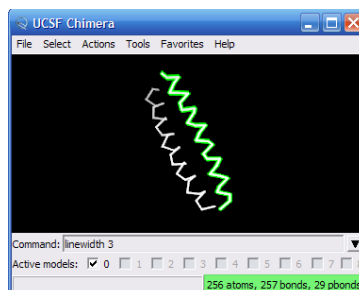 UCSF Chimera
File Select Actions Tools Favorites Help
Command: linewidth 3
Active models: 0 1 2 3 4 5 6 7
256 atoms, 257 bonds, 29 pbonds